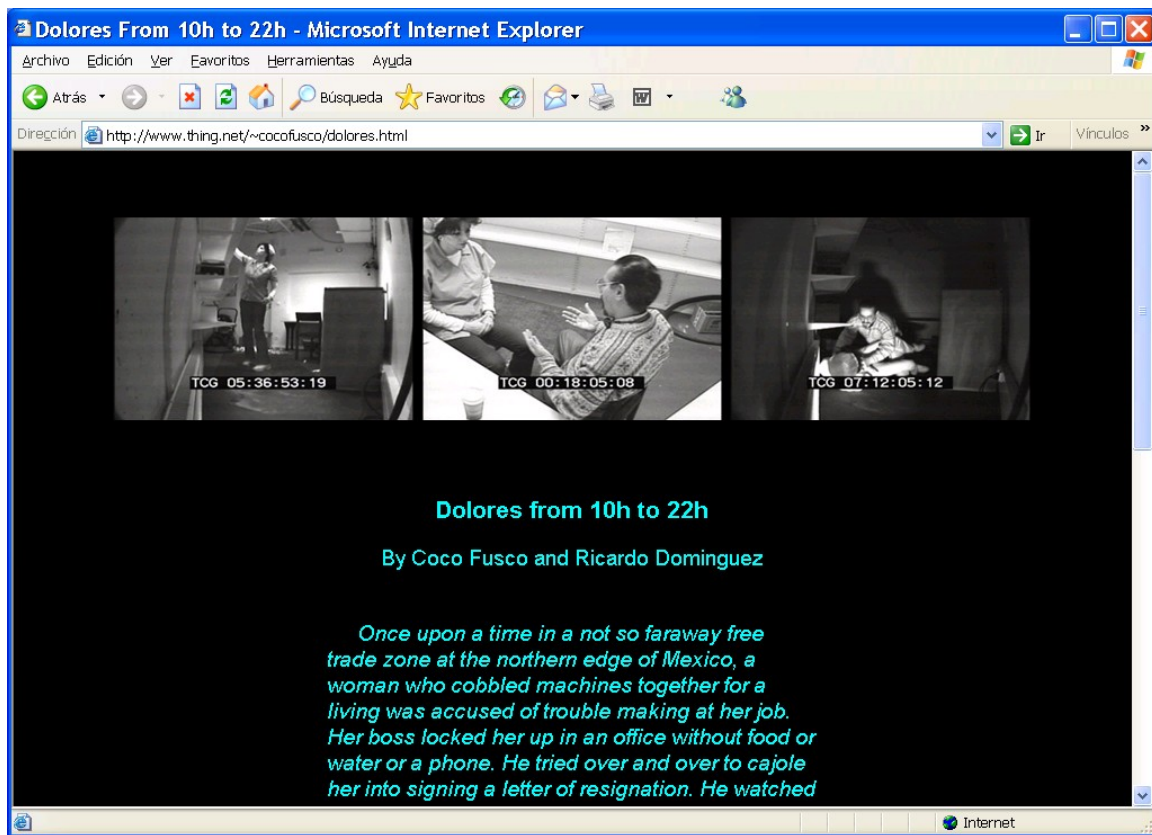 Dolores From 10h to 22h - Microsoft Internet Explorer
Archivo Edición Ver Favoritos Herramientas Ayuda
Atrás Búsqueda Favoritos
Dirección http://www.thing.net/~cocofusco/dolores.html Ir Vínculos »
TCG 05:36:53:19 TCG 00:18:05:08 TCG 07:12:05:12
Dolores from 10h to 22h
By Coco Fusco and Ricardo Dominguez
Once upon a time in a not so faraway free
trade zone at the northern edge of Mexico, a
woman who cobbled machines together for a
living was accused of trouble making at her job.
Her boss locked her up in an office without food or
water or a phone. He tried over and over to cajole
her into signing a letter of resignation. He watched
Internet